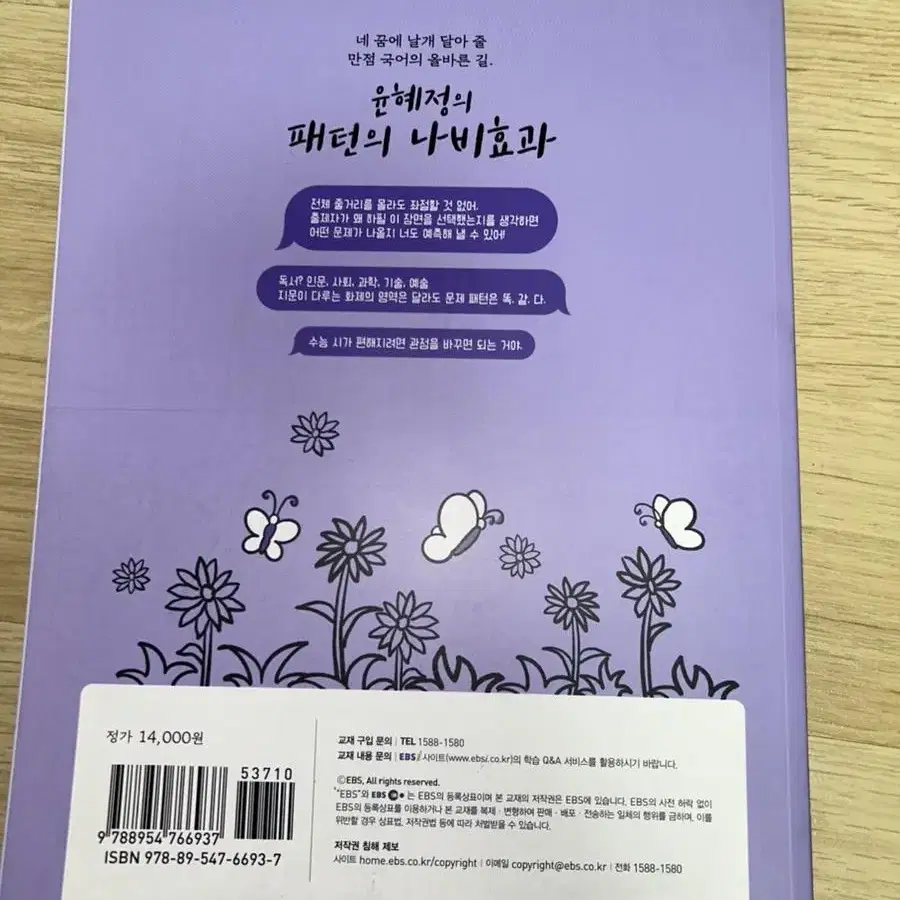 네 꿈에 날개 달아 줄
만점 국어의 올바른 길.
윤혜정의
패턴의 나비효과
전체 줄거리를 몰라도 좌절할 것 없어.
출제자가 왜 하필 이 장면을 선택했는지를 생각하면
어떤 문제가 나올지 너도 예측해 낼 수 있어!
독서? 인문, 사회, 과학, 기술, 예술
지문이 다루는 화제의 영역은 달라도 문제 패턴은 똑. 같. 다.
수능 시가 편해지려면 관점을 바꾸면 되는 거야.
정가 14,000원
53710
9 788954 766937
ISBN 978-89-547-6693-7
교재 구입 문의 | TEL 1588-1580
교재 내용 문의 | EBSi 사이트(www.ebsi.co.kr)의 학습 Q&A 서비스를 활용하시기 바랍니다.
©EBS, All rights reserved.
"EBS"와 EBS 는 EBS의 등록상표이며 본 교재의 저작권은 EBS에 있습니다. EBS의 사전 허락 없이
EBS의 등록상표를 이용하거나 본 교재를 복제·변형하여 판매·배포·전송하는 일체의 행위를 금하며, 이를
위반할 경우 상표법, 저작권법 등에 따라 처벌받을 수 있습니다.
저작권 침해 제보
사이트 home.ebs.co.kr/copyright | 이메일 copyright@ebs.co.kr | 전화 1588-1580